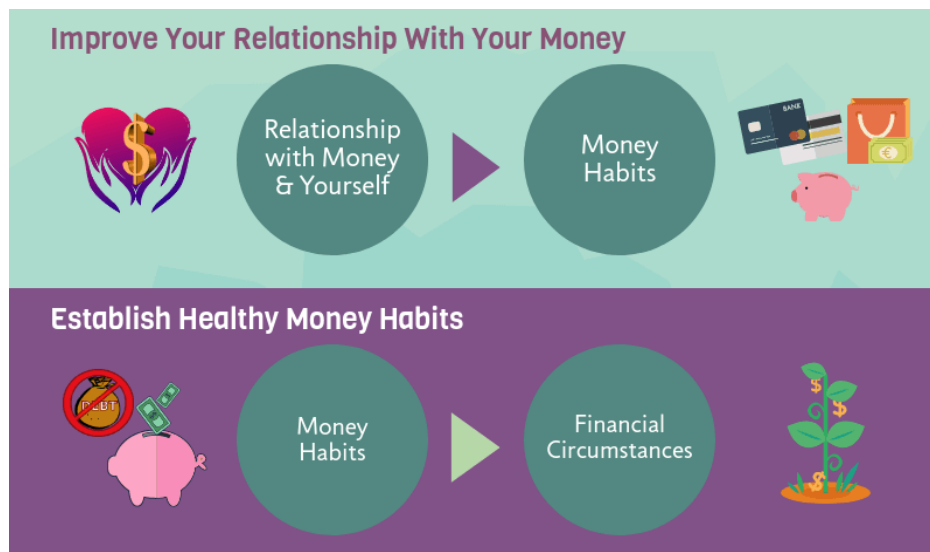 Improve Your Relationship With Your Money
Relationship
with Money
& Yourself
Money
Habits
BANK
€
$
Establish Healthy Money Habits
DEBT
Money
Habits
Financial
Circumstances
$
$
$